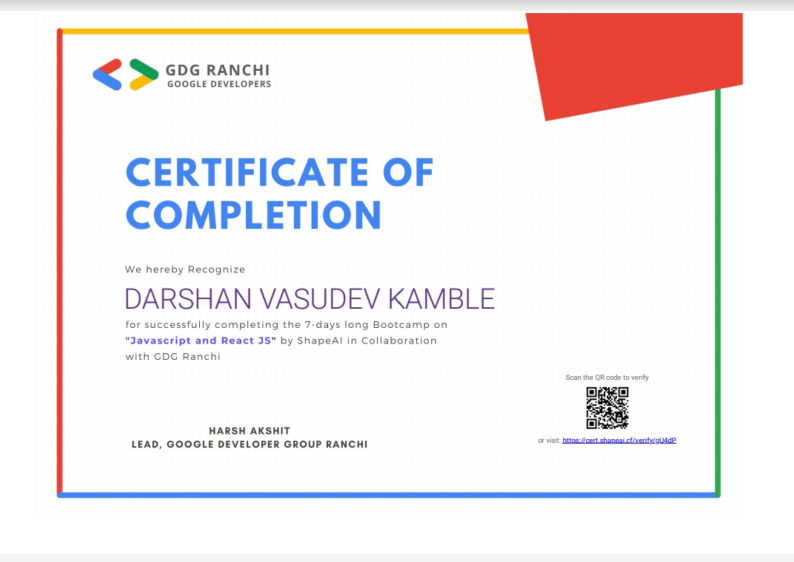 GDG RANCHI
GOOGLE DEVELOPERS
CERTIFICATE OF
COMPLETION
We hereby Recognize
DARSHAN VASUDEV KAMBLE
for successfully completing the 7-days long Bootcamp on
"Javascript and React JS" by ShapeAI in Collaboration
with GDG Ranchi
Scan the QR code to verify
or visit: https://cert.shapeai.cf/verify/gU4dP
HARSH AKSHIT
LEAD, GOOGLE DEVELOPER GROUP RANCHI